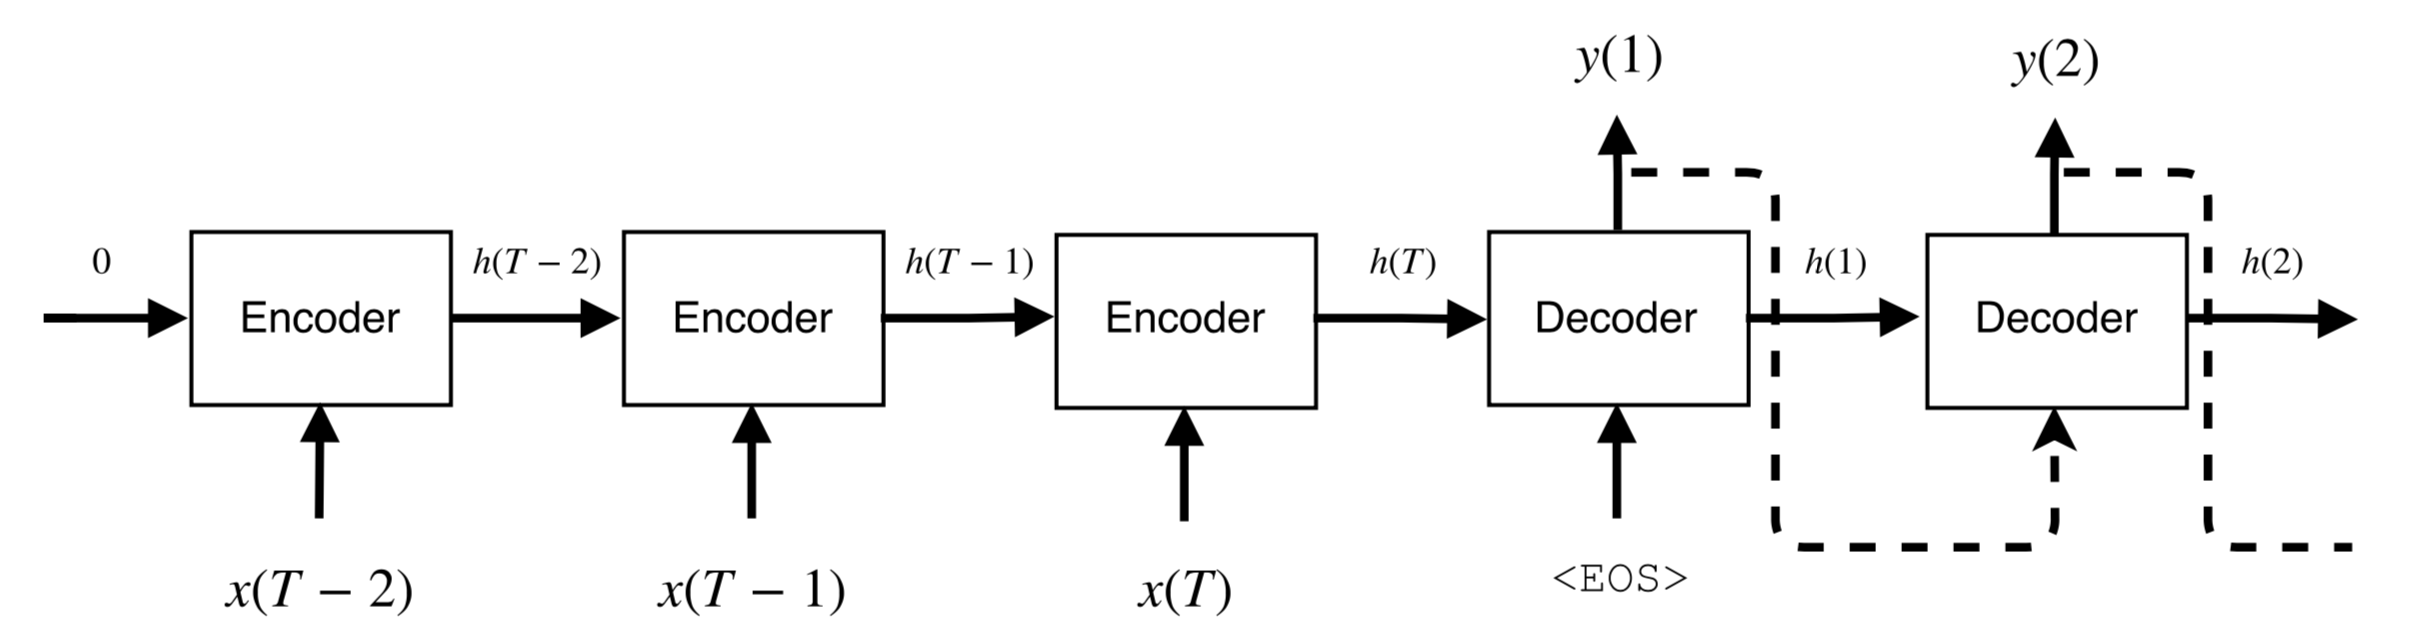 y(1)
y(2)
0
h(T − 2)
h(T − 1)
h(T)
h(1)
h(2)
Encoder
Encoder
Encoder
Decoder
Decoder
x(T − 2)
x(T − 1)
x(T)
<EOS>